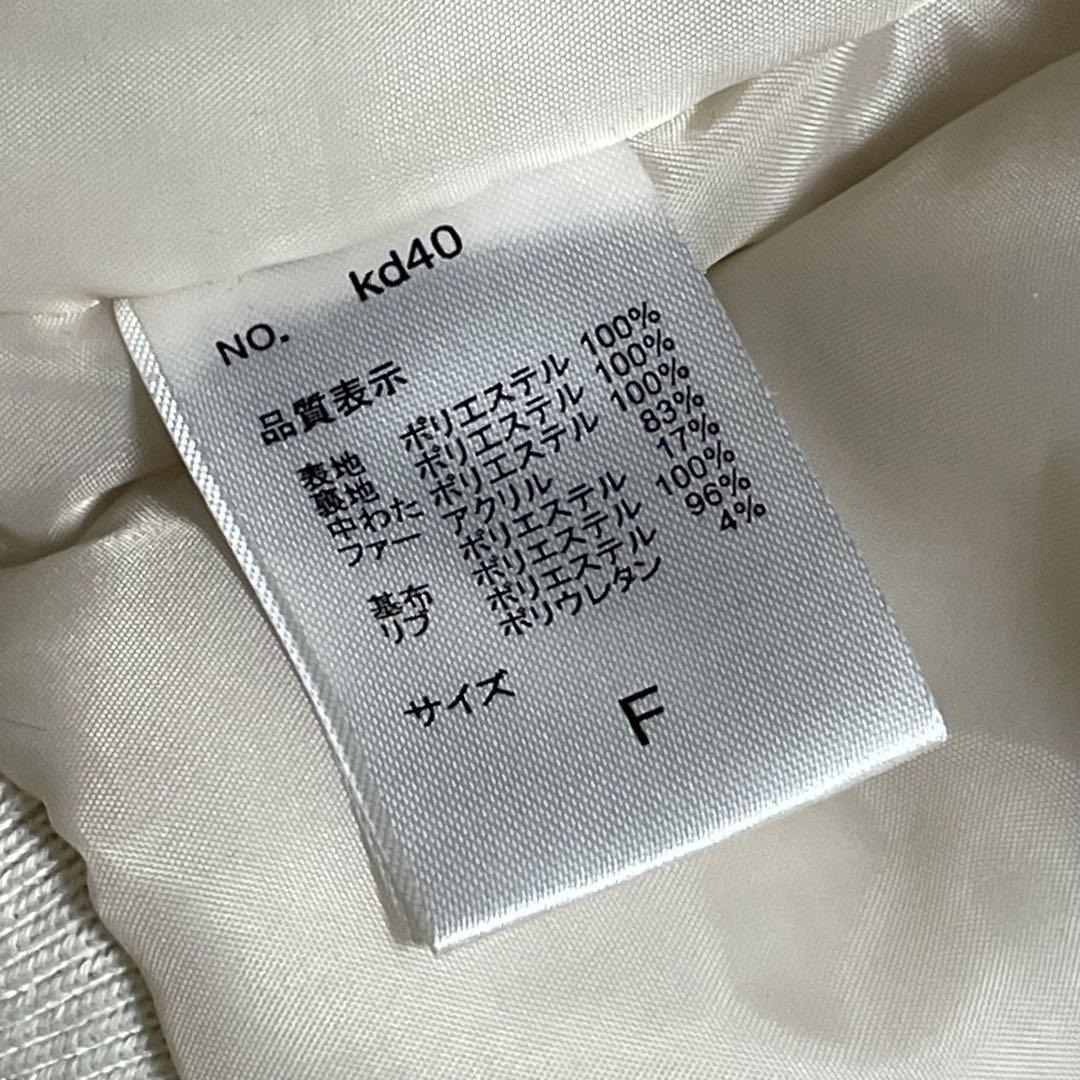 NO. kd40
品質表示
表地 ポリエステル 100%
裏地 ポリエステル 100%
中わた ポリエステル 100%
ファー アクリル 83%
ポリエステル 17%
基布 ポリエステル 100%
リブ ポリエステル 96%
ポリウレタン 4%
サイズ F